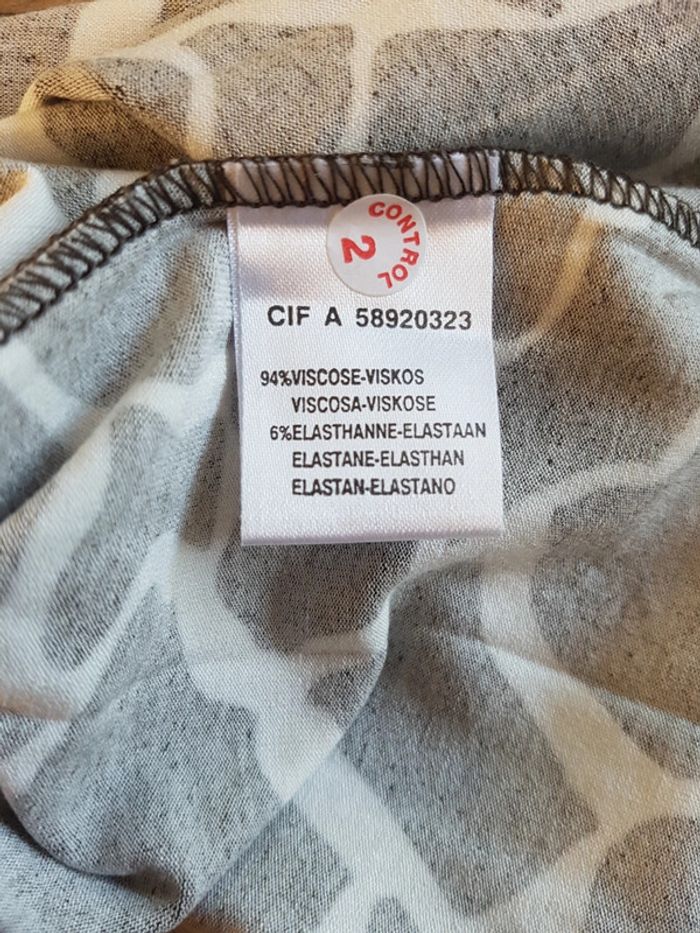 CONTROL
2
CIF A 58920323
94%VISCOSE-VISKOS
VISCOSA-VISKOSE
6%ELASTHANNE-ELASTAAN
ELASTANE-ELASTHAN
ELASTAN-ELASTANO